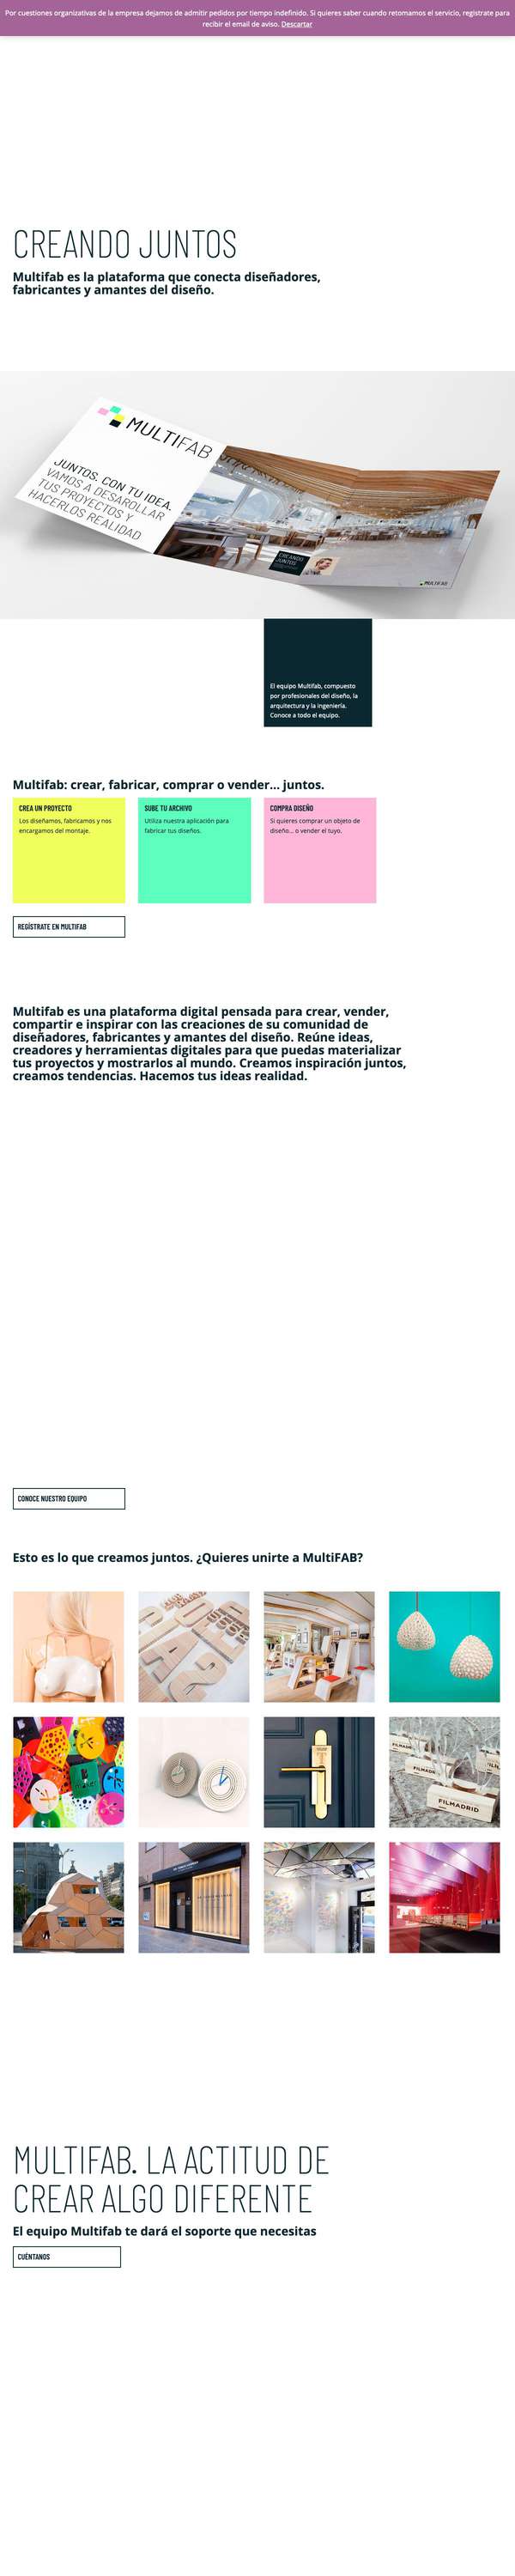 Por cuestiones organizativas de la empresa dejamos de admitir pedidos por tiempo indefinido. Si quieres saber cuando retomamos el servicio, registrate para
recibir el email de aviso. Descartar
CREANDO JUNTOS
Multifab es la plataforma que conecta diseñadores,
fabricantes y amantes del diseño.
MULTIFAB
JUNTOS. CON TU IDEA.
VAMOS A DESAROLLAR
TUS PROYECTOS Y
HACERLOS REALIDAD
CREANDO
JUNTOS
MULTIFAB
El equipo Multifab, compuesto
por profesionales del diseño, la
arquitectura y la ingeniería.
Conoce a todo el equipo.
Multifab: crear, fabricar, comprar o vender... juntos.
CREA UN PROYECTO
Los diseñamos, fabricamos y nos
encargamos del montaje.
SUBE TU ARCHIVO
Utiliza nuestra aplicación para
fabricar tus diseños.
COMPRA DISEÑO
Si quieres comprar un objeto de
diseño... o vender el tuyo.
REGÍSTRATE EN MULTIFAB
Multifab es una plataforma digital pensada para crear, vender,
compartir e inspirar con las creaciones de su comunidad de
diseñadores, fabricantes y amantes del diseño. Reúne ideas,
creadores y herramientas digitales para que puedas materializar
tus proyectos y mostrarlos al mundo. Creamos inspiración juntos,
creamos tendencias. Hacemos tus ideas realidad.
CONOCE NUESTRO EQUIPO
Esto es lo que creamos juntos. ¿Quieres unirte a MultiFAB?
FILMADRID
MULTIFAB. LA ACTITUD DE
CREAR ALGO DIFERENTE
El equipo Multifab te dará el soporte que necesitas
CUÉNTANOS